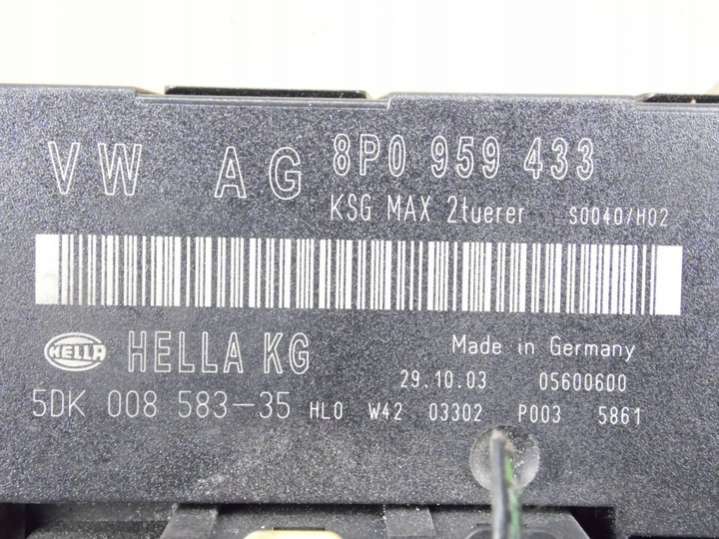 VW AG 8P0 959 433
KSG MAX 2tuerer S0040/H02
HELLA HELLA KG Made in Germany
29.10.03 05600600
5DK 008 583-35 HL0 W42 03302 P003 5861